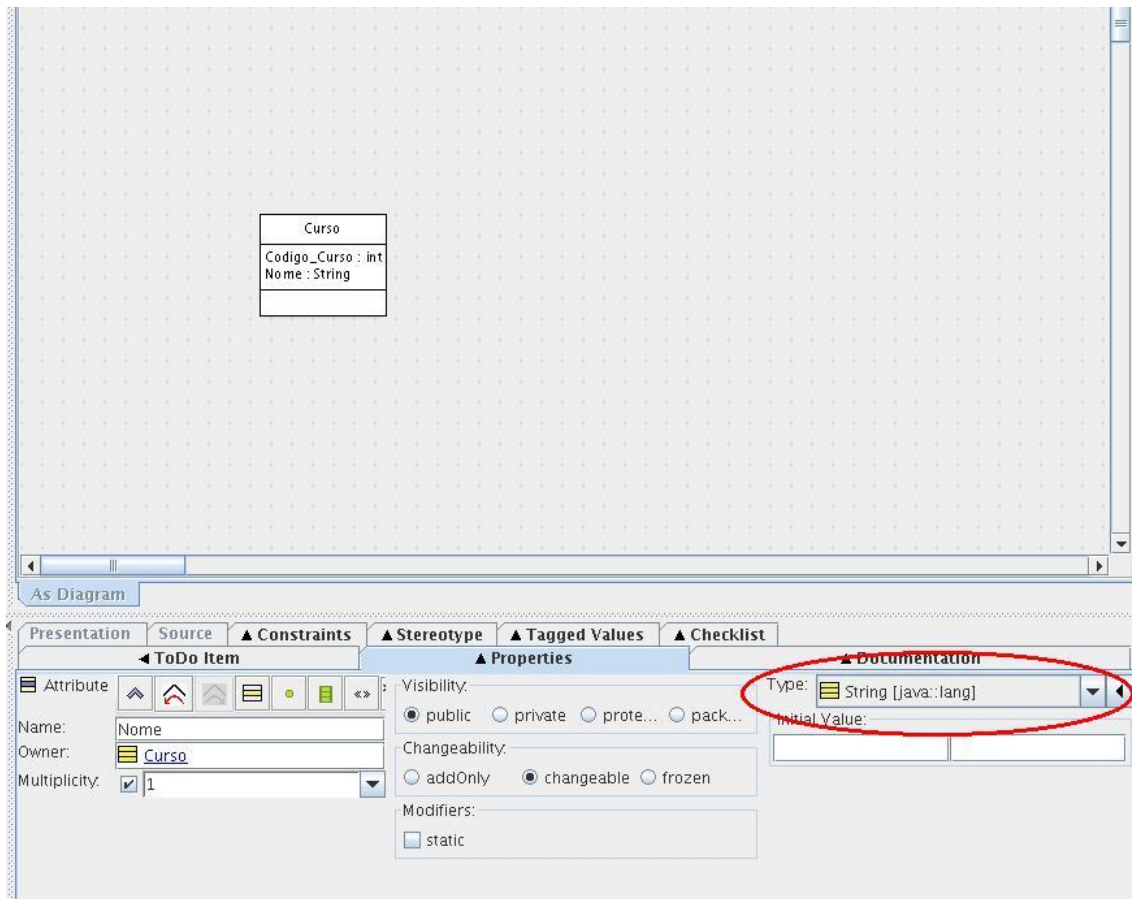 Curso
Codigo_Curso : int
Nome : String
As Diagram
Presentation Source ▲ Constraints ▲ Stereotype ▲ Tagged Values ▲ Checklist
◄ ToDo Item ▲ Properties ▲ Documentation
Attribute
Name: Nome
Owner: Curso
Multiplicity: 1
Visibility:
public private prote... pack...
Changeability:
addOnly changeable frozen
Modifiers:
static
Type: String [java::lang]
Initial Value: